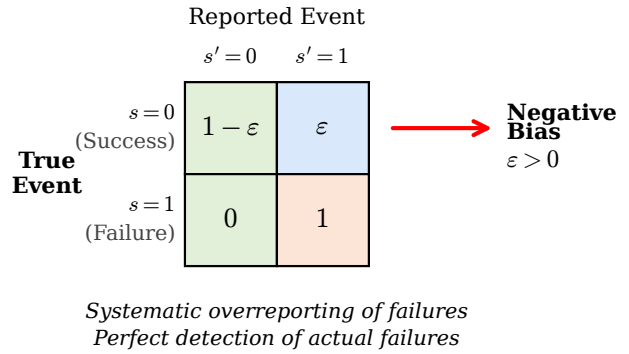 Reported Event
s′ = 0 s′ = 1
s = 0
(Success)
1 − ε ε
Negative
Bias
ε > 0
True
Event
s = 1
(Failure)
0 1
Systematic overreporting of failures
Perfect detection of actual failures